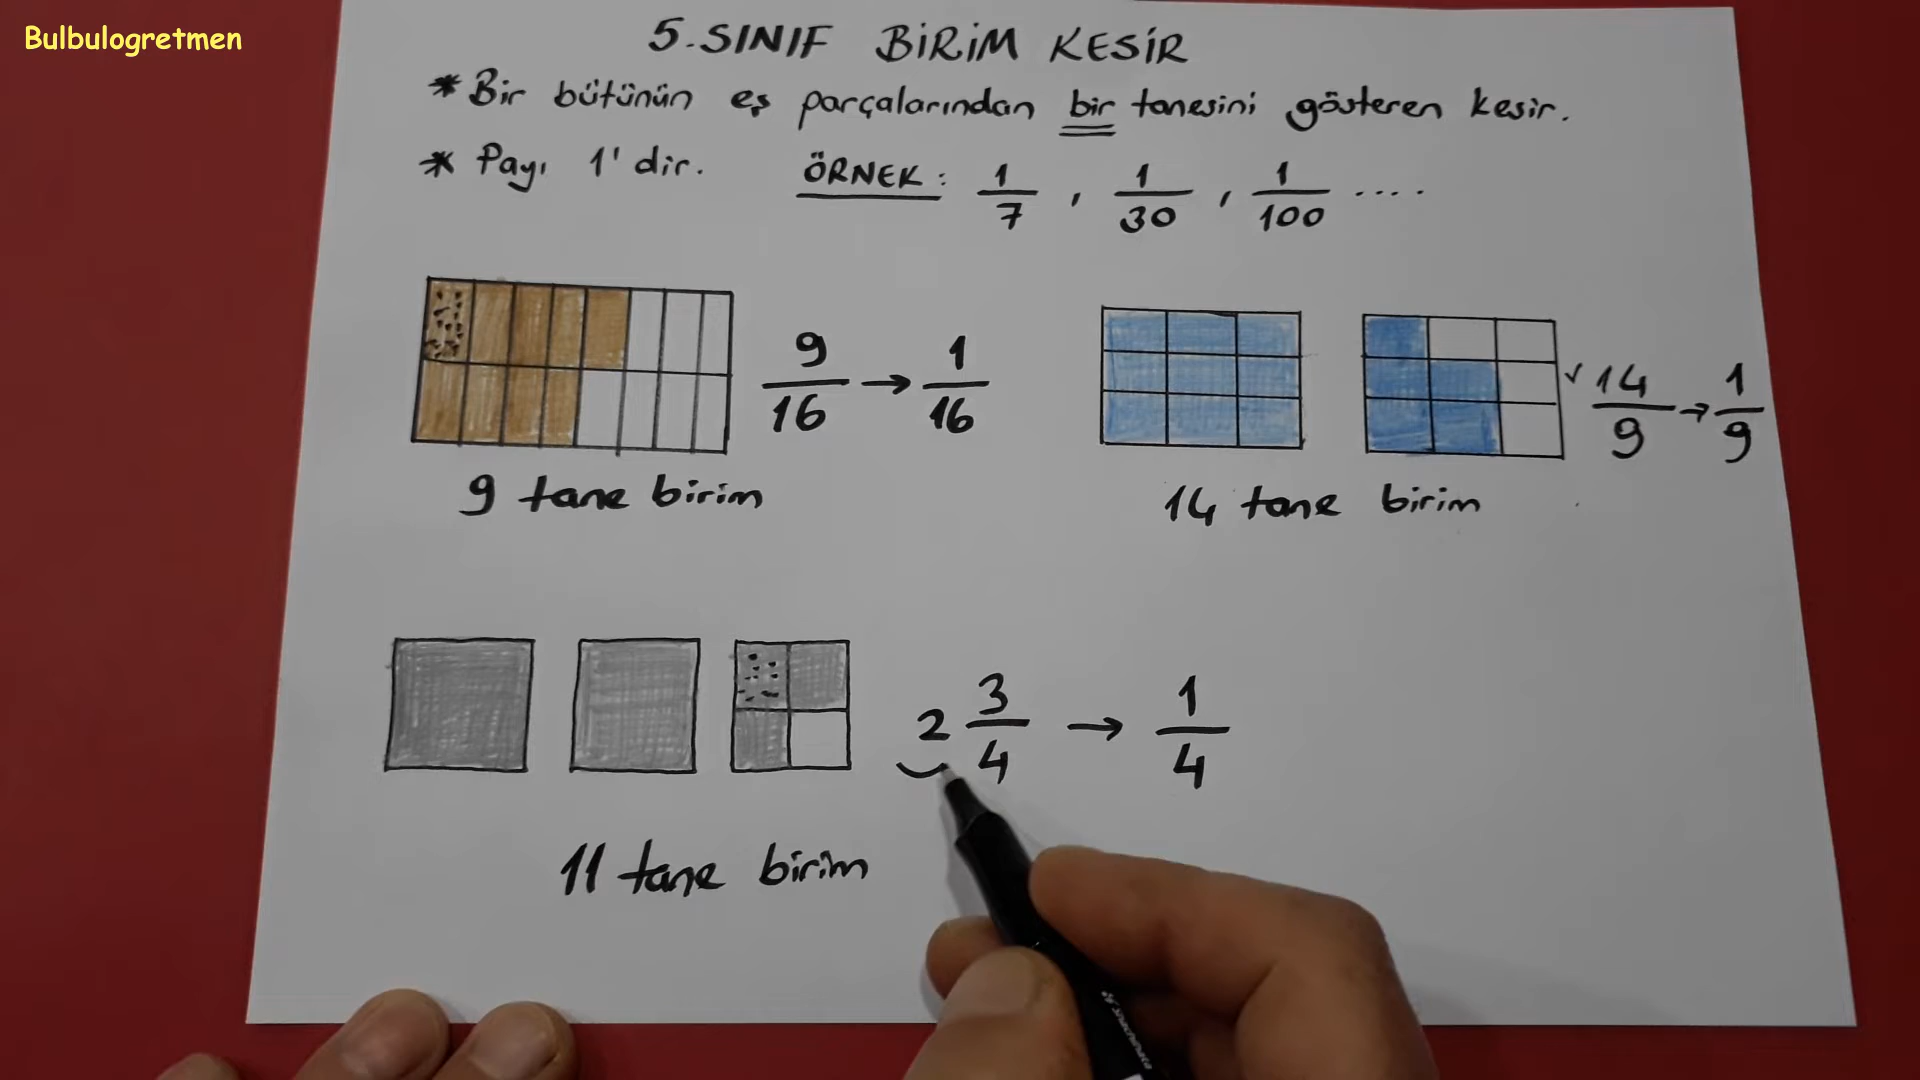 Bulbulogretmen
5.SINIF BİRİM KESİR
* Bir bütünün eş parçalarından bir tanesini gösteren kesir.
* Payı 1'dir. ÖRNEK: 1/7, 1/30, 1/100 ....
9/16 → 1/16
✓14/9 → 1/9
9 tane birim
14 tane birim
2 3/4 → 1/4
11 tane birim